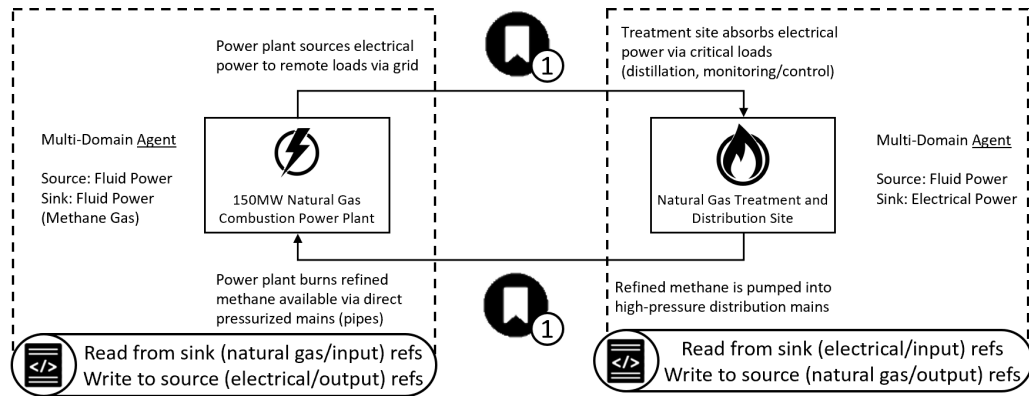 Power plant sources electrical
power to remote loads via grid
1
Treatment site absorbs electrical
power via critical loads
(distillation, monitoring/control)
Multi-Domain Agent
Source: Fluid Power
Sink: Fluid Power
(Methane Gas)
150MW Natural Gas
Combustion Power Plant
Natural Gas Treatment and
Distribution Site
Multi-Domain Agent
Source: Fluid Power
Sink: Electrical Power
Power plant burns refined
methane available via direct
pressurized mains (pipes)
1
Refined methane is pumped into
high-pressure distribution mains
</>
Read from sink (natural gas/input) refs
Write to source (electrical/output) refs
</>
Read from sink (electrical/input) refs
Write to source (natural gas/output) refs